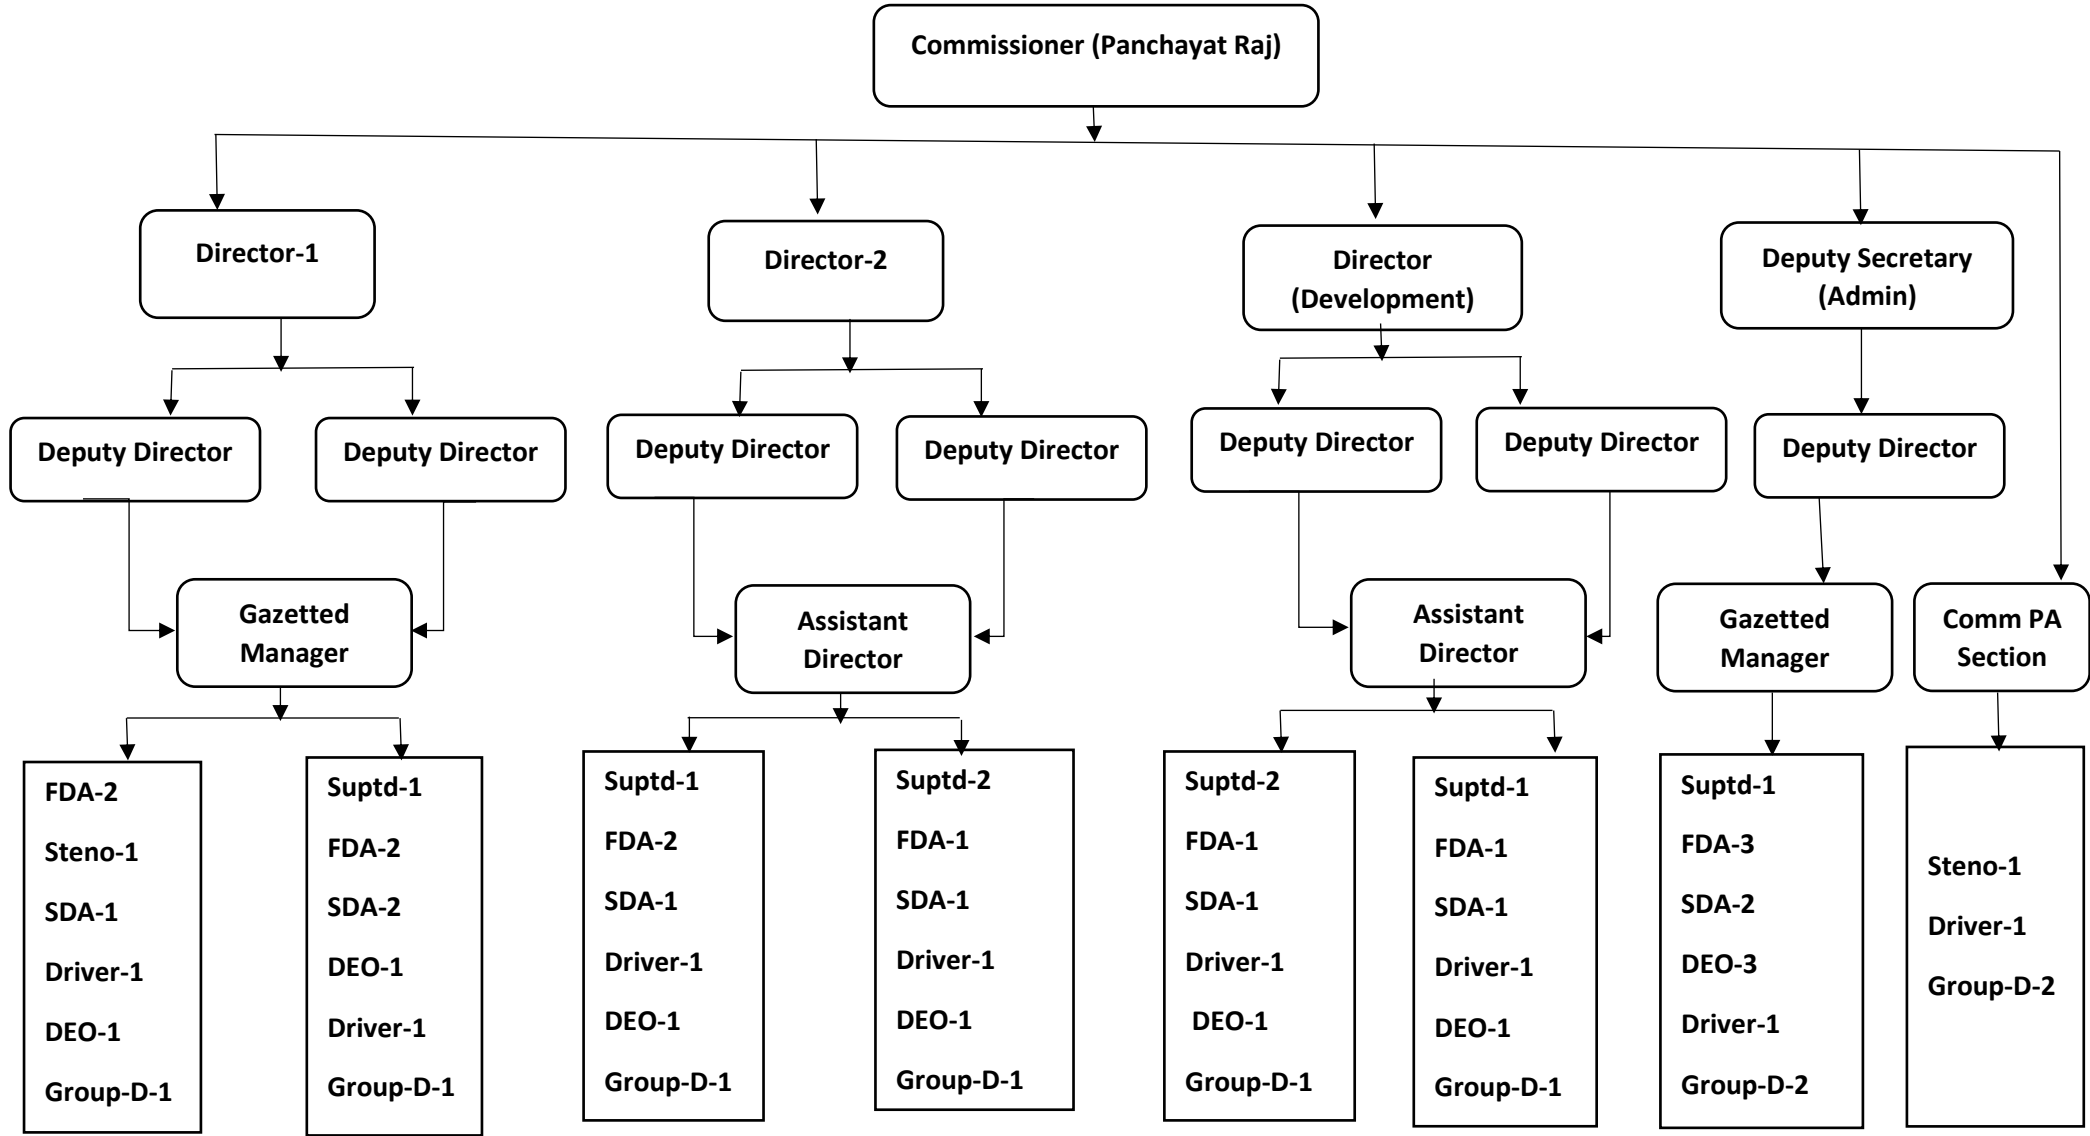 Commissioner (Panchayat Raj)
Director-1
Director-2
Director
(Development)
Deputy Secretary
(Admin)
Deputy Director
Deputy Director
Deputy Director
Deputy Director
Deputy Director
Deputy Director
Deputy Director
Gazetted
Manager
Assistant
Director
Assistant
Director
Gazetted
Manager
Comm PA
Section
FDA-2
Steno-1
SDA-1
Driver-1
DEO-1
Group-D-1
Suptd-1
FDA-2
SDA-2
DEO-1
Driver-1
Group-D-1
Suptd-1
FDA-2
SDA-1
Driver-1
DEO-1
Group-D-1
Suptd-2
FDA-1
SDA-1
Driver-1
DEO-1
Group-D-1
Suptd-2
FDA-1
SDA-1
Driver-1
DEO-1
Group-D-1
Suptd-1
FDA-1
SDA-1
Driver-1
DEO-1
Group-D-1
Suptd-1
FDA-3
SDA-2
DEO-3
Driver-1
Group-D-2
Steno-1
Driver-1
Group-D-2